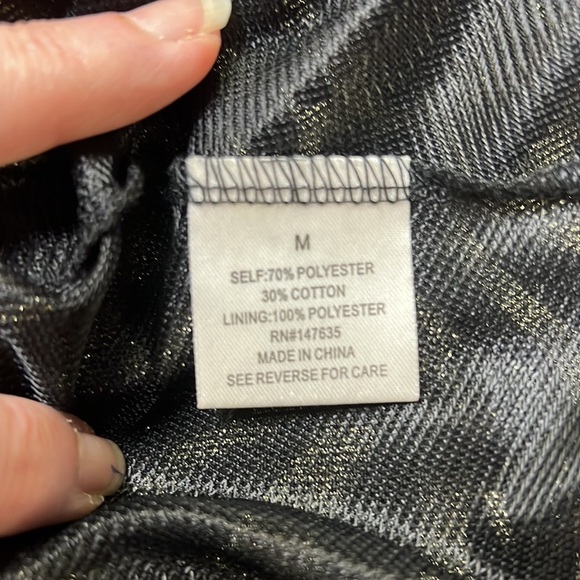 M
SELF:70% POLYESTER
30% COTTON
LINING:100% POLYESTER
RN#147635
MADE IN CHINA
SEE REVERSE FOR CARE